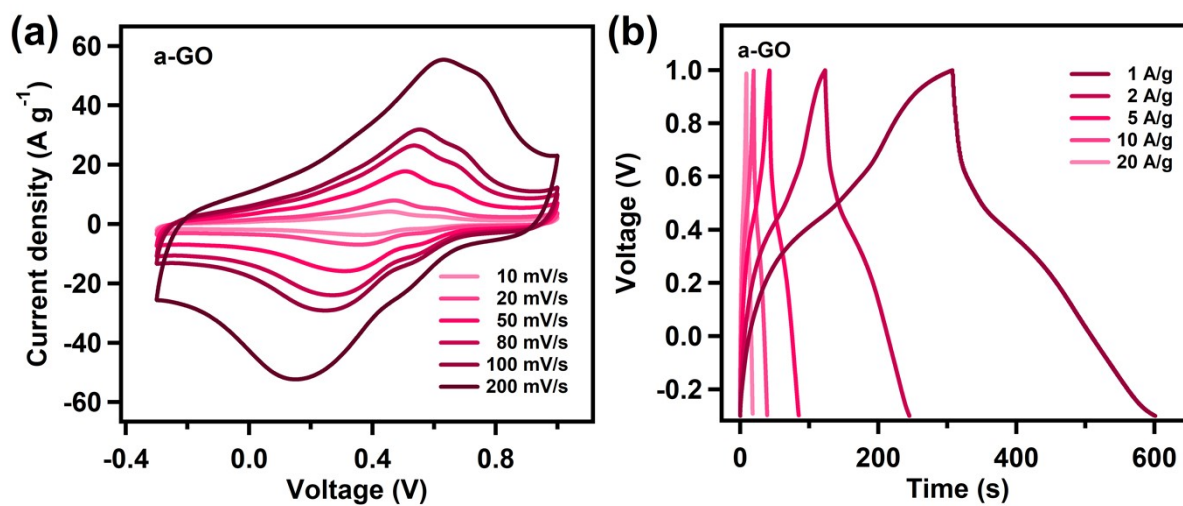 (a)
a-GO
Current density (A g⁻¹)
60
40
20
0
-20
-40
-60
10 mV/s
20 mV/s
50 mV/s
80 mV/s
100 mV/s
200 mV/s
-0.4
0.0
0.4
0.8
Voltage (V)
(b)
a-GO
Voltage (V)
1.0
0.8
0.6
0.4
0.2
0.0
-0.2
1 A/g
2 A/g
5 A/g
10 A/g
20 A/g
0
200
400
600
Time (s)